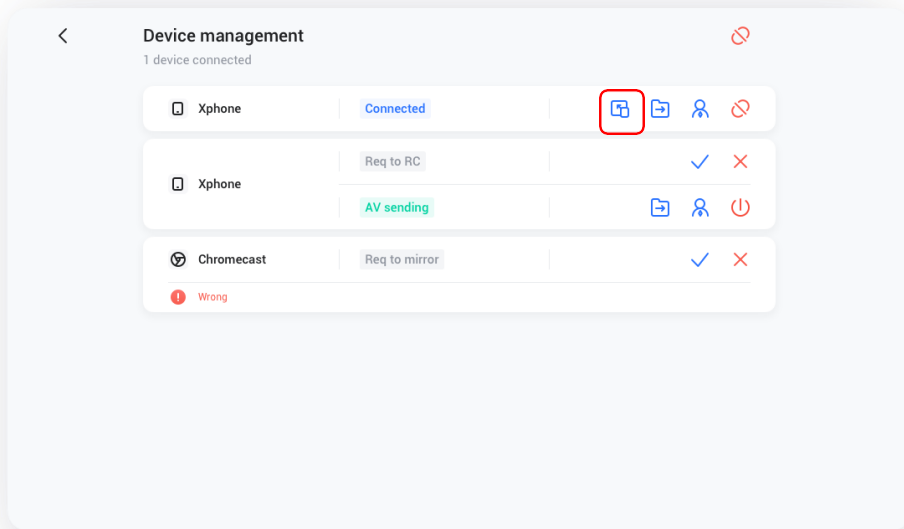 Device management
1 device connected
Xphone Connected
Req to RC
Xphone
AV sending
Chromecast Req to mirror
Wrong